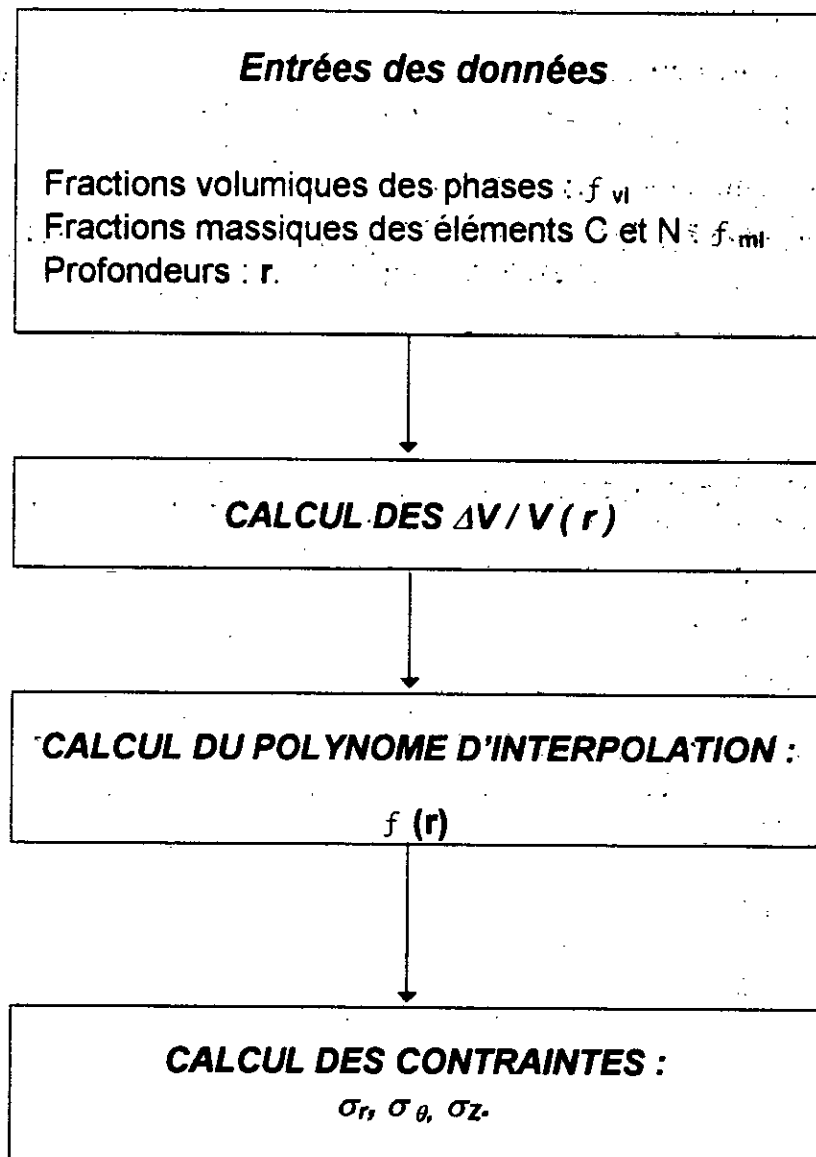 Entrées des données
Fractions volumiques des phases : f vl
Fractions massiques des éléments C et N : f ml
Profondeurs : r.
CALCUL DES ΔV / V ( r )
CALCUL DU POLYNOME D'INTERPOLATION :
f (r)
CALCUL DES CONTRAINTES :
σr, σ θ, σZ.